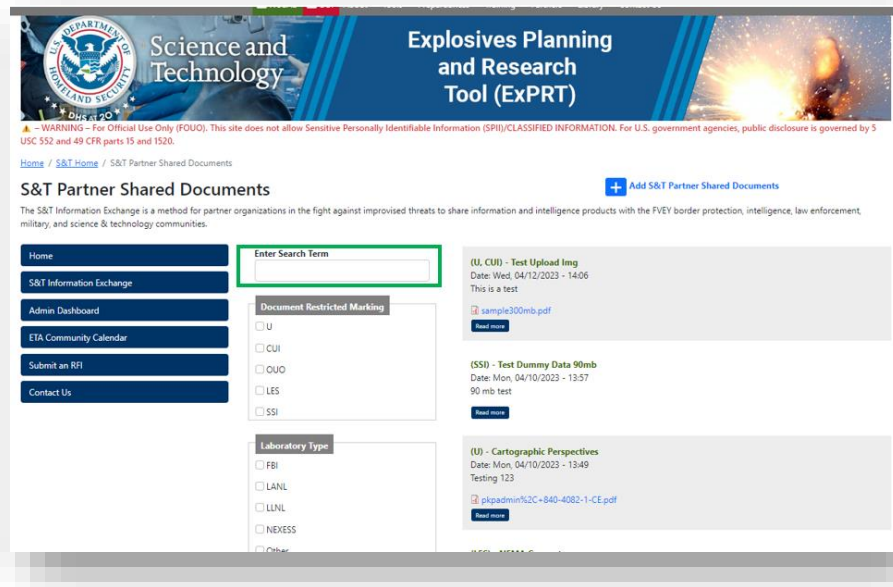 Science and
Technology
Explosives Planning
and Research
Tool (ExPRT)
U.S. DEPARTMENT OF HOMELAND SECURITY
DHS AT 20
– WARNING – For Official Use Only (FOUO). This site does not allow Sensitive Personally Identifiable Information (SPII)/CLASSIFIED INFORMATION. For U.S. government agencies, public disclosure is governed by 5
USC 552 and 49 CFR parts 15 and 1520.
Home / S&T Home / S&T Partner Shared Documents
S&T Partner Shared Documents
Add S&T Partner Shared Documents
The S&T Information Exchange is a method for partner organizations in the fight against improvised threats to share information and intelligence products with the FVEY border protection, intelligence, law enforcement,
military, and science & technology communities.
Home
S&T Information Exchange
Admin Dashboard
ETA Community Calendar
Submit an RFI
Contact Us
Enter Search Term
Document Restricted Marking
U
CUI
OUO
LES
SSI
Laboratory Type
FBI
LANL
LLNL
NEXESS
Other
(U, CUI) - Test Upload Img
Date: Wed, 04/12/2023 - 14:06
This is a test
sample300mb.pdf
Read more
(SSI) - Test Dummy Data 90mb
Date: Mon, 04/10/2023 - 13:57
90 mb test
Read more
(U) - Cartographic Perspectives
Date: Mon, 04/10/2023 - 13:49
Testing 123
pkpadmin%2C+840-4082-1-CE.pdf
Read more